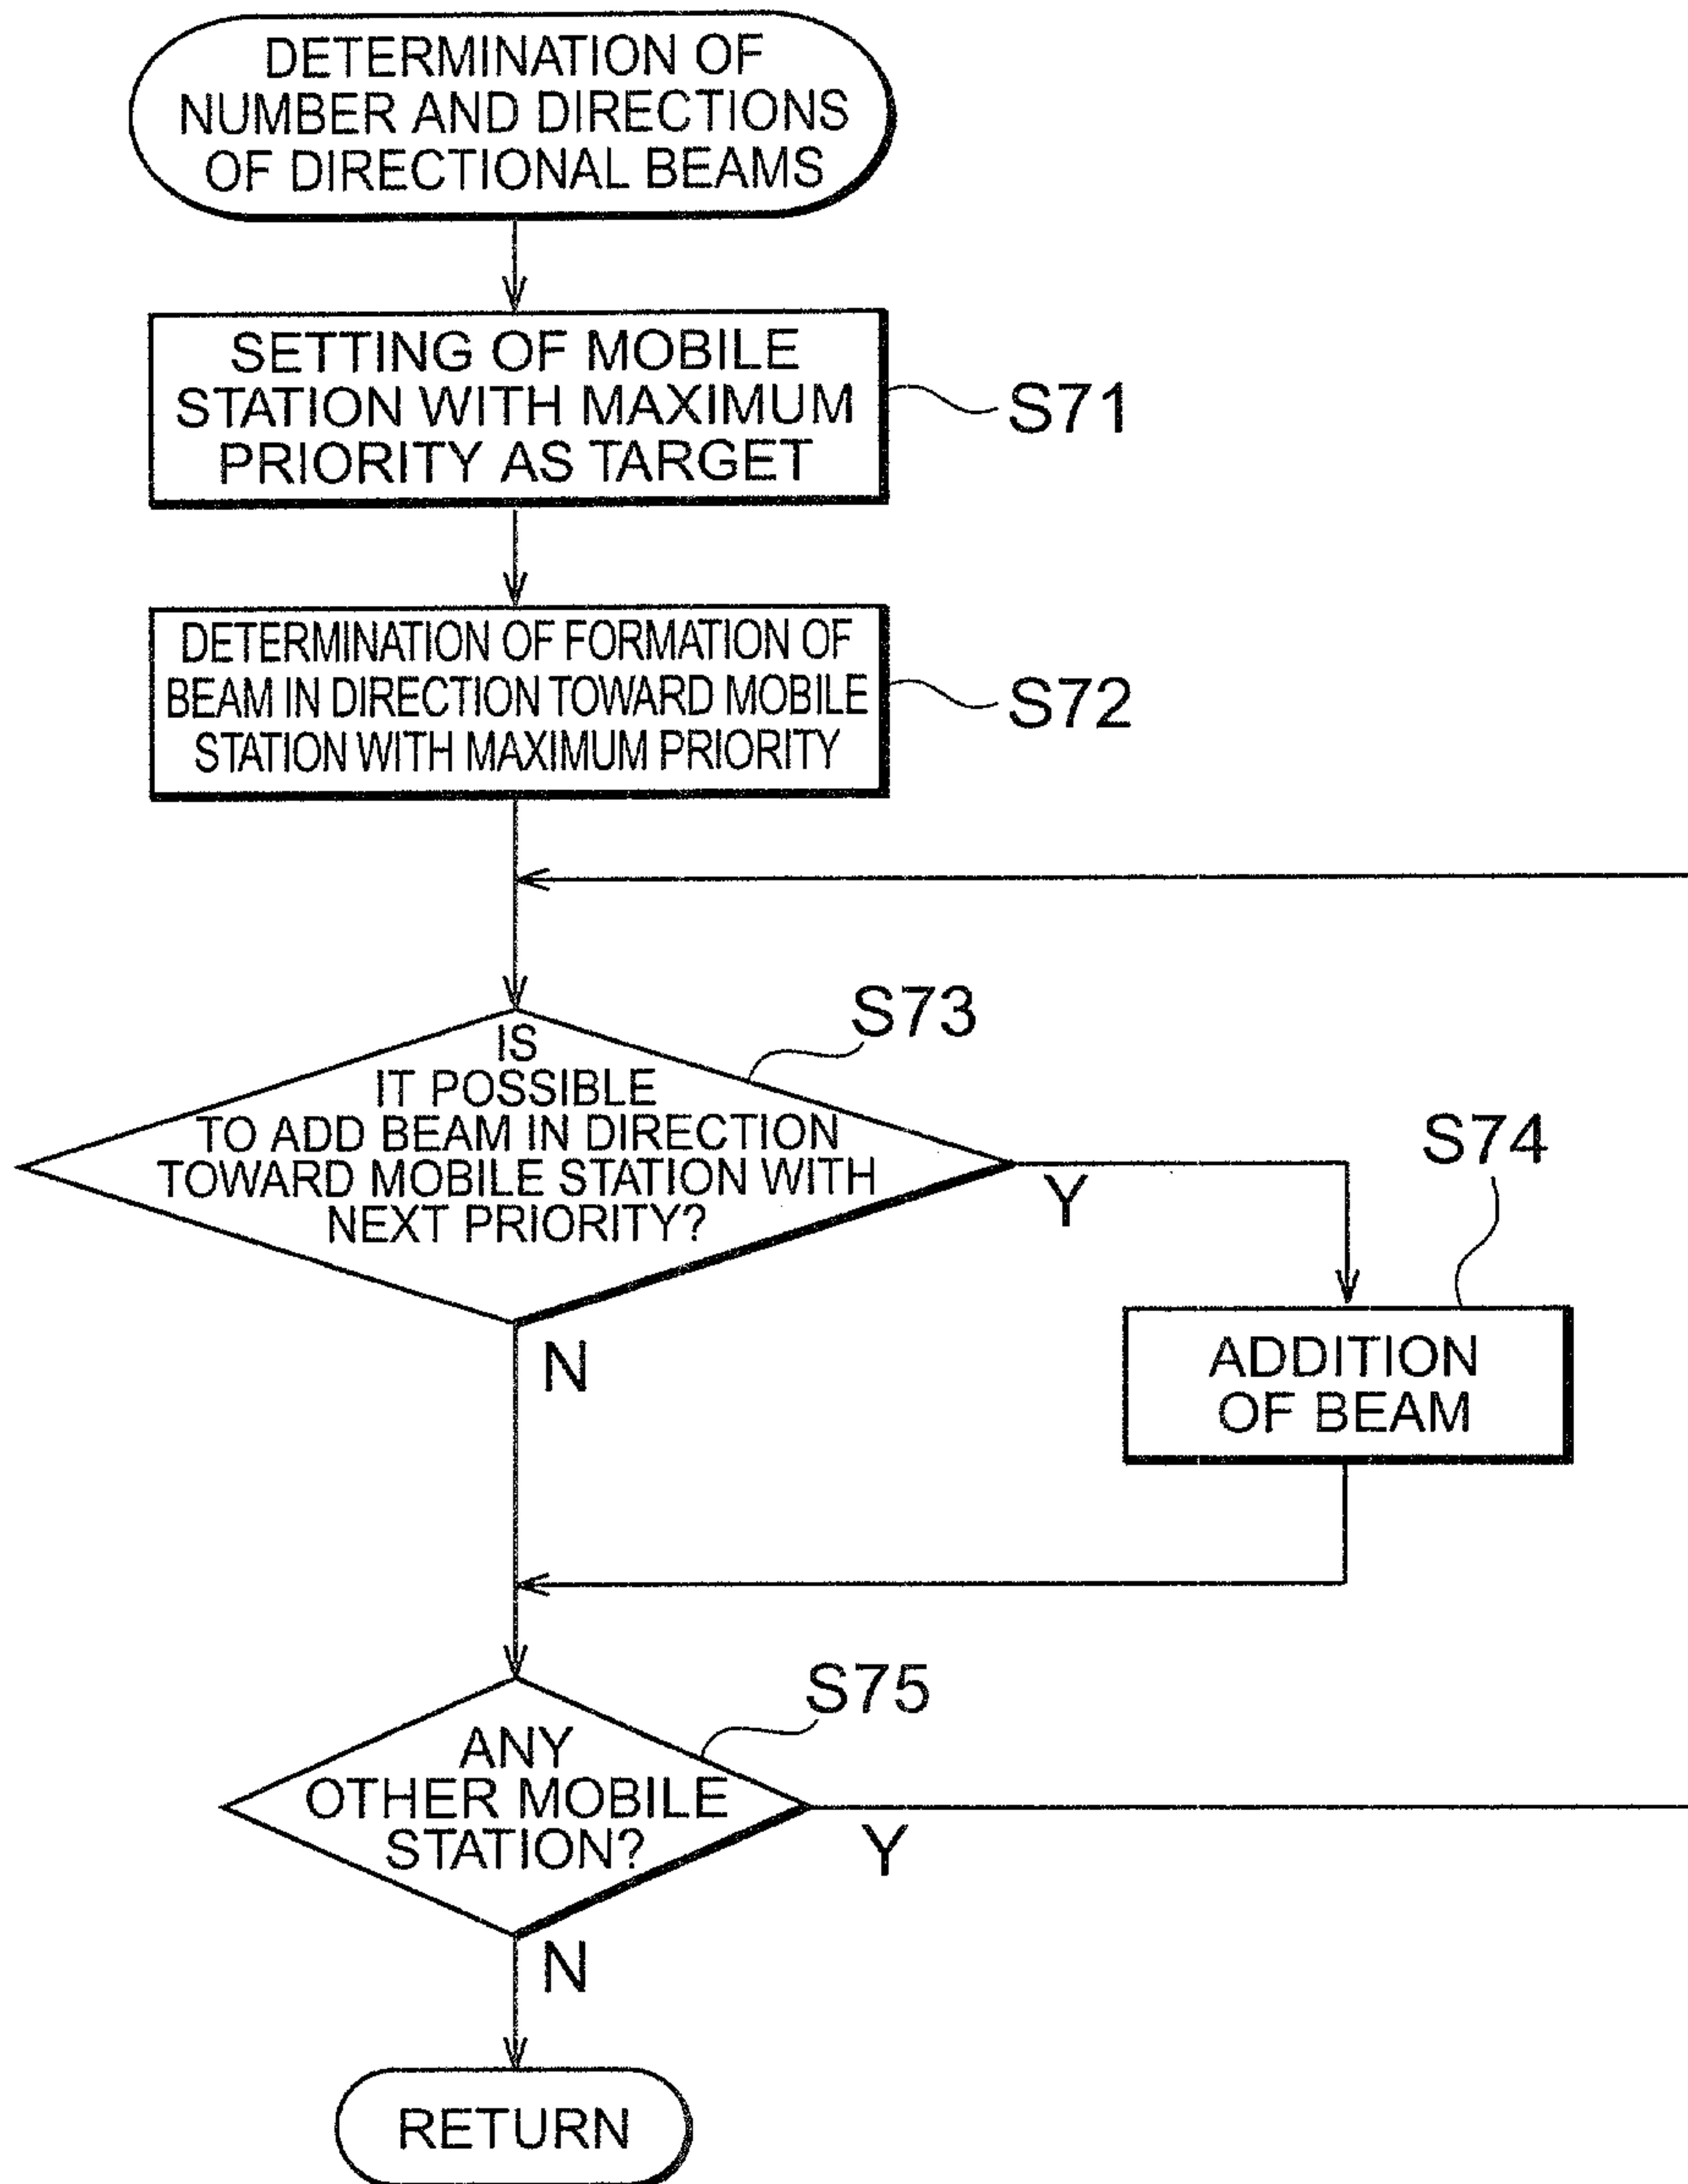 DETERMINATION OF
NUMBER AND DIRECTIONS
OF DIRECTIONAL BEAMS
SETTING OF MOBILE
STATION WITH MAXIMUM
PRIORITY AS TARGET
S71
DETERMINATION OF FORMATION OF
BEAM IN DIRECTION TOWARD MOBILE
STATION WITH MAXIMUM PRIORITY
S72
S73
IS
IT POSSIBLE
TO ADD BEAM IN DIRECTION
TOWARD MOBILE STATION WITH
NEXT PRIORITY?
Y
S74
N
ADDITION
OF BEAM
S75
ANY
OTHER MOBILE
STATION?
Y
N
RETURN